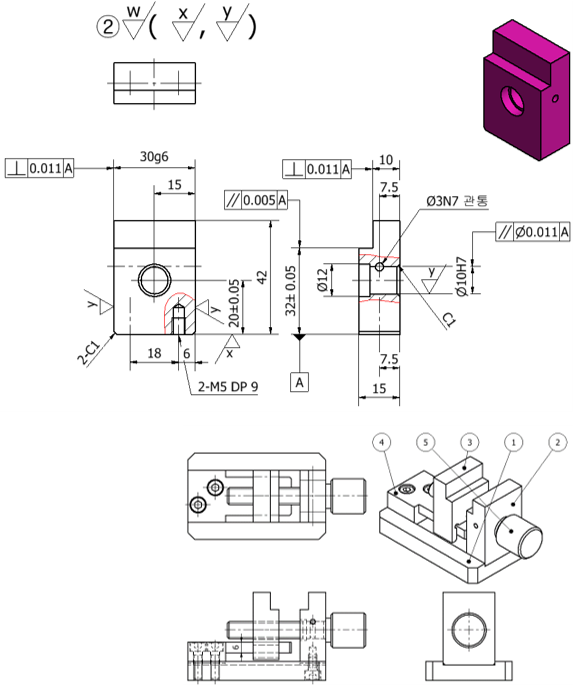 ② w ( x , y )
30g6
⊥ 0.011 A
15
// 0.005 A
42
20±0.05
y
y
x
2-C1
18
6
2-M5 DP 9
10
⊥ 0.011 A
7.5
Ø3N7 관통
// Ø0.011 A
32± 0.05
Ø12
y
Ø10H7
C1
A
7.5
15
4
5
3
1
2
6